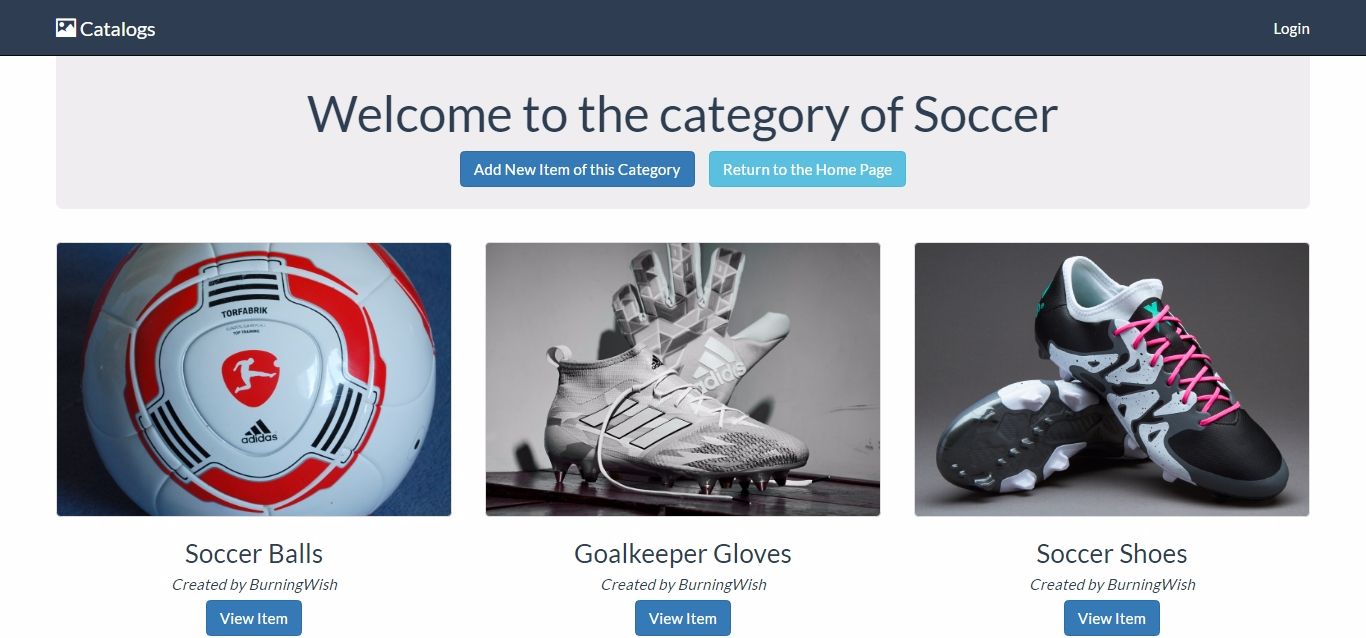 Catalogs
Login
Welcome to the category of Soccer
Add New Item of this Category
Return to the Home Page
TORFABRIK
TOP TRAINING
adidas
adidas
Soccer Balls
Goalkeeper Gloves
Soccer Shoes
Created by BurningWish
Created by BurningWish
Created by BurningWish
View Item
View Item
View Item